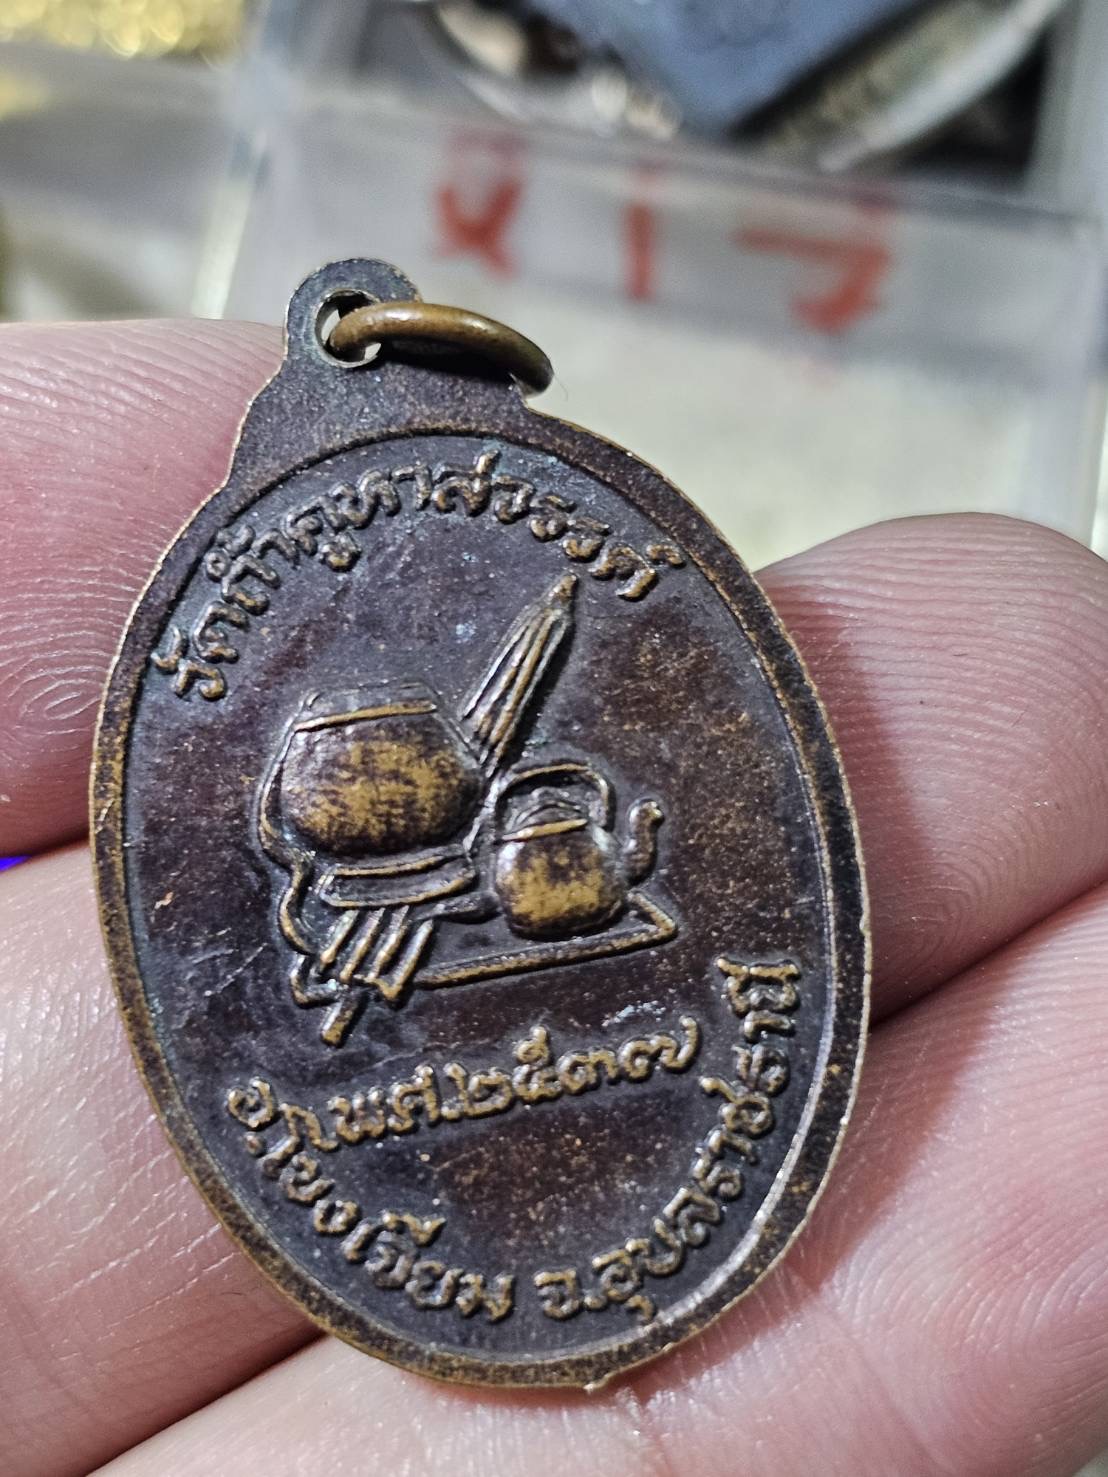 วัดถ้ำคูหาสวรรค์
พ.ศ.๒๕๓๗
อ.โขงเจียม จ.อุบลราชธานี